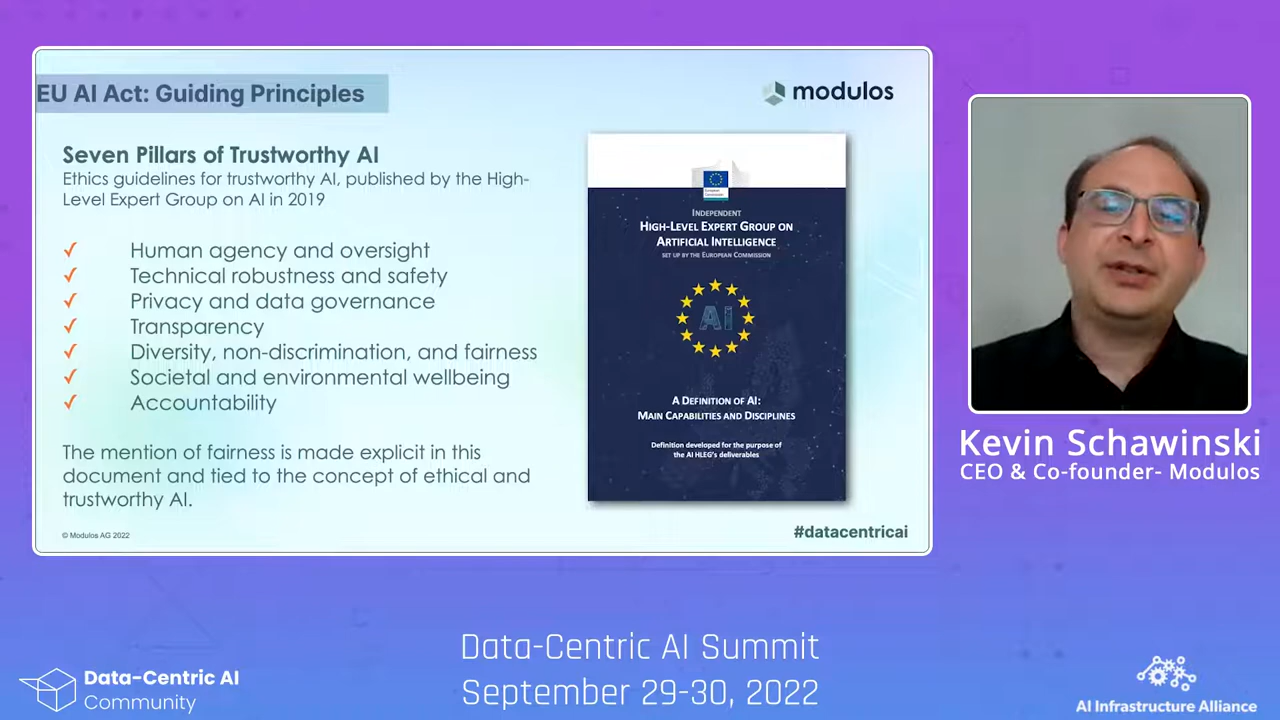 EU AI Act: Guiding Principles
modulos
Seven Pillars of Trustworthy AI
Ethics guidelines for trustworthy AI, published by the High-
Level Expert Group on AI in 2019
✓ Human agency and oversight
✓ Technical robustness and safety
✓ Privacy and data governance
✓ Transparency
✓ Diversity, non-discrimination, and fairness
✓ Societal and environmental wellbeing
✓ Accountability
The mention of fairness is made explicit in this
document and tied to the concept of ethical and
trustworthy AI.
© Modulos AG 2022
European
Commission
INDEPENDENT
HIGH-LEVEL EXPERT GROUP ON
ARTIFICIAL INTELLIGENCE
SET UP BY THE EUROPEAN COMMISSION
AI
A DEFINITION OF AI:
MAIN CAPABILITIES AND DISCIPLINES
Definition developed for the purpose of
the AI HLEG's deliverables
#datacentricai
Kevin Schawinski
CEO & Co-founder- Modulos
Data-Centric AI Summit
September 29-30, 2022
Data-Centric AI
Community
AI Infrastructure Alliance